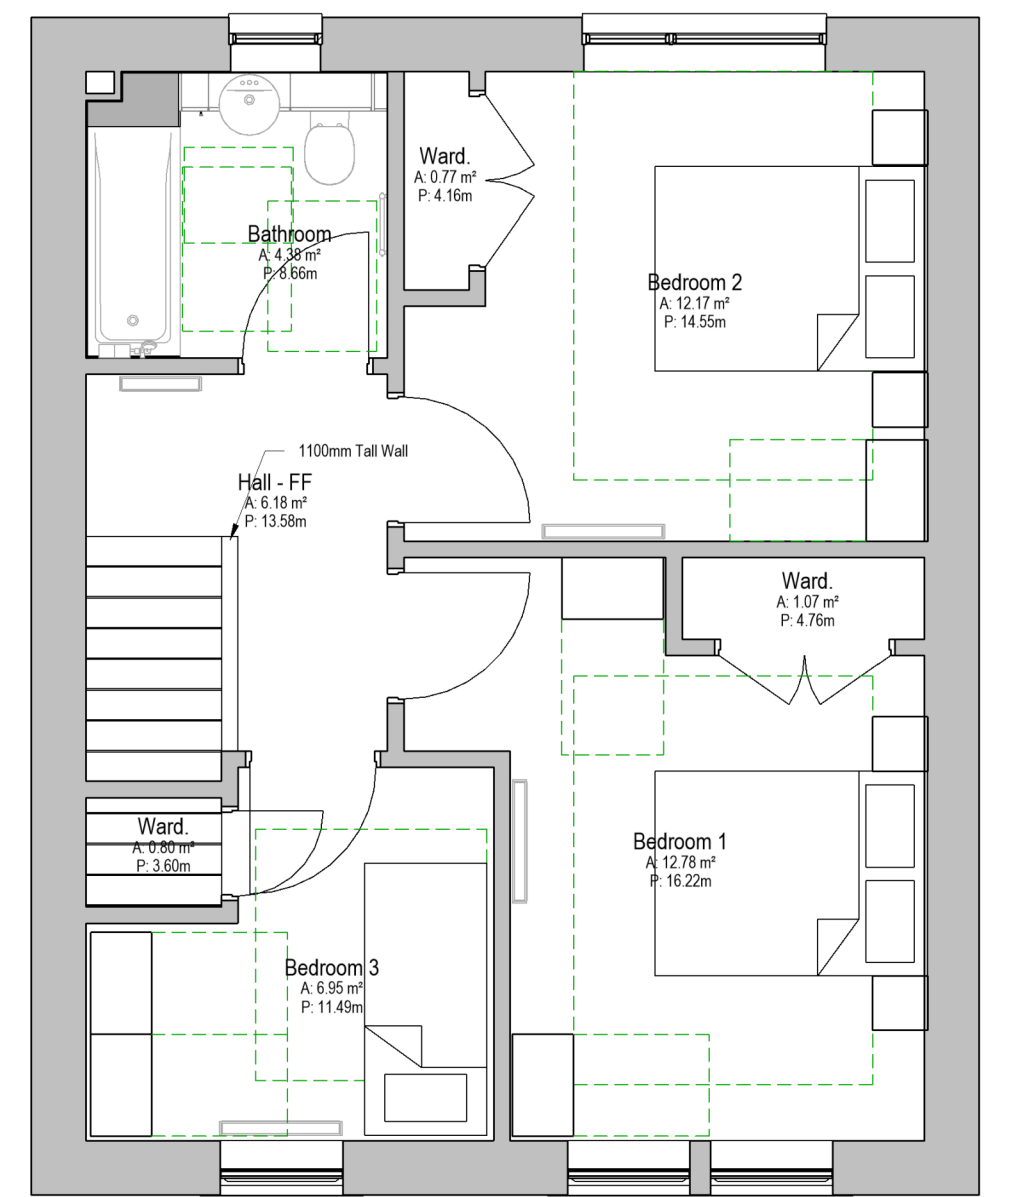 Ward.
A: 0.77 m²
P: 4.16m
Bathroom
A: 4.38 m²
P: 8.66m
Bedroom 2
A: 12.17 m²
P: 14.55m
1100mm Tall Wall
Hall - FF
A: 6.18 m²
P: 13.58m
Ward.
A: 1.07 m²
P: 4.76m
Ward.
A: 0.80 m²
P: 3.60m
Bedroom 1
A: 12.78 m²
P: 16.22m
Bedroom 3
A: 6.95 m²
P: 11.49m